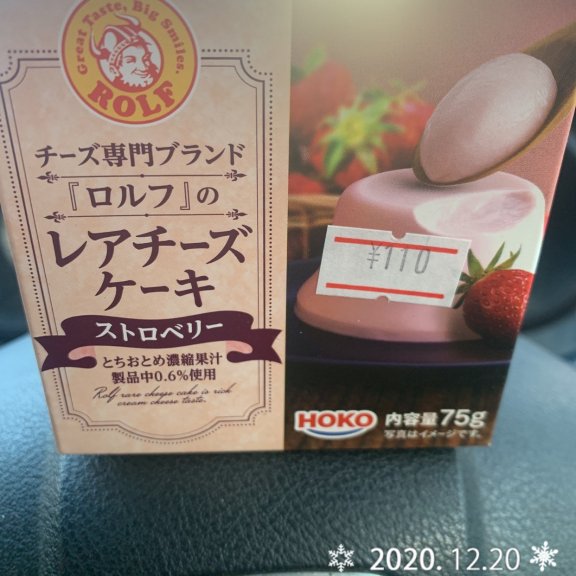 Great Taste, Big Smiles.
ROLF
チーズ専門ブランド
『ロルフ』の
レアチーズ
ケーキ
ストロベリー
とちおとめ濃縮果汁
製品中0.6%使用
Rolf rare cheese cake is rich
cream cheese taste.
¥110
HOKO
内容量75g
写真はイメージです。
2020. 12.20